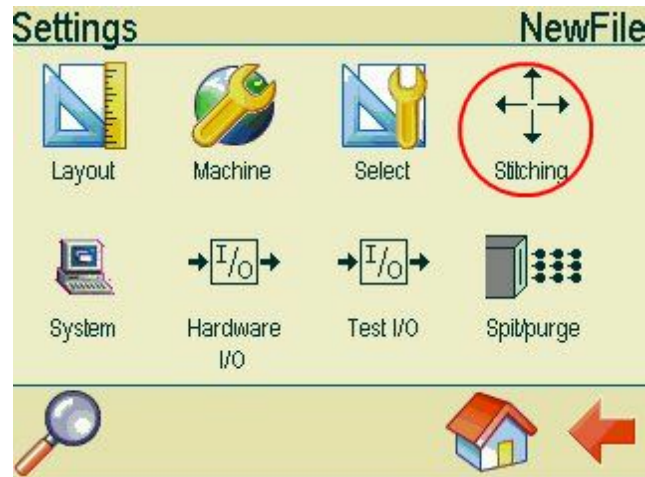 Settings NewFile
Layout Machine Select Stitching
I/O I/O
System Hardware Test I/O Spit/purge
I/O